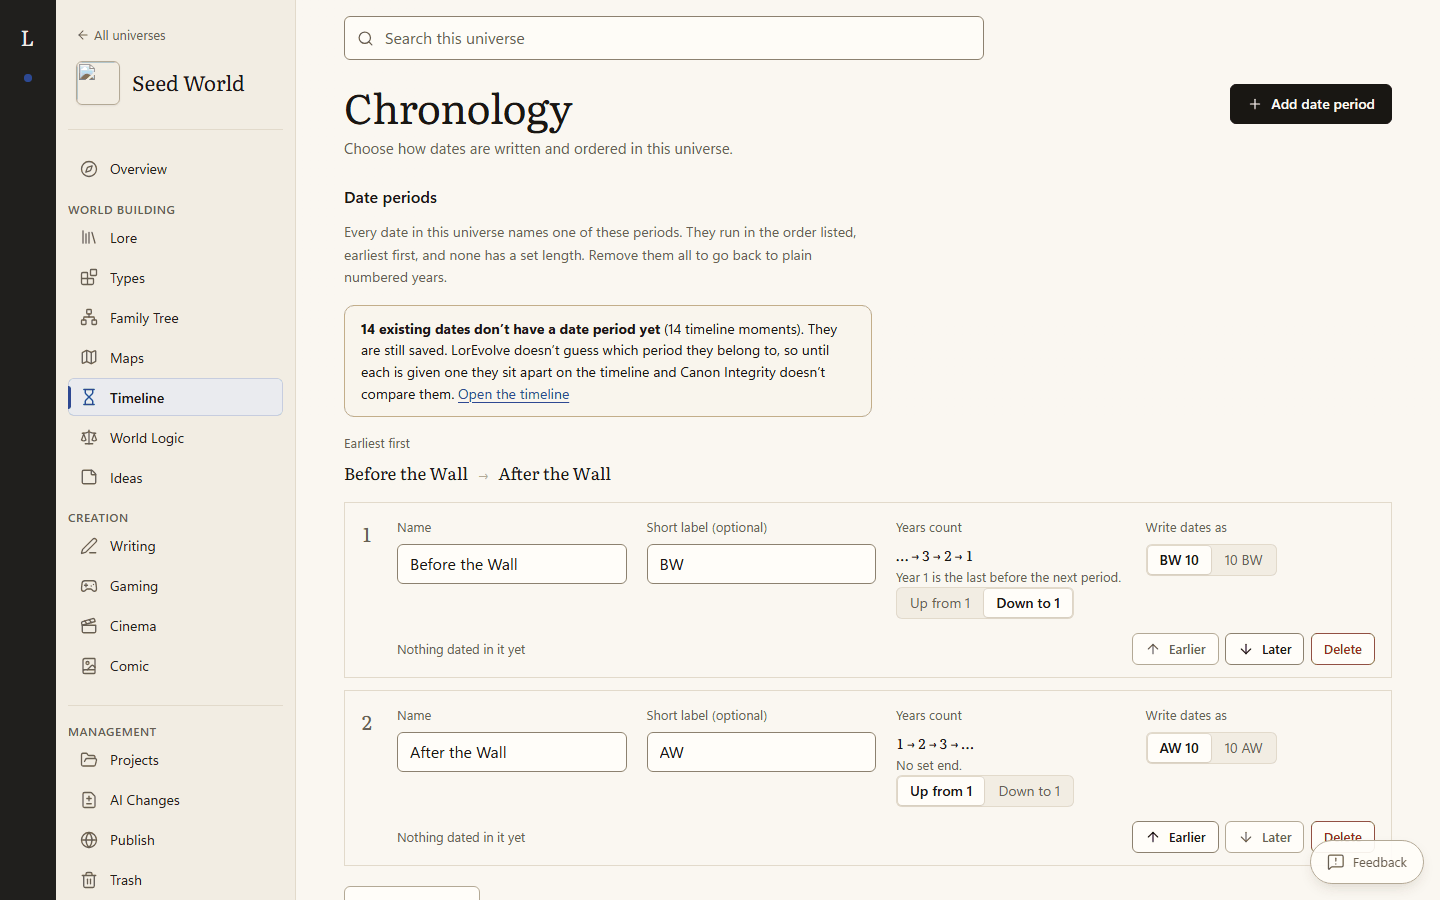 L
← All universes
Seed World
Overview
WORLD BUILDING
Lore
Types
Family Tree
Maps
Timeline
World Logic
Ideas
CREATION
Writing
Gaming
Cinema
Comic
MANAGEMENT
Projects
AI Changes
Publish
Trash
Search this universe
Chronology
+ Add date period
Choose how dates are written and ordered in this universe.
Date periods
Every date in this universe names one of these periods. They run in the order listed,
earliest first, and none has a set length. Remove them all to go back to plain
numbered years.
14 existing dates don’t have a date period yet (14 timeline moments). They
are still saved. LorEvolve doesn’t guess which period they belong to, so until
each is given one they sit apart on the timeline and Canon Integrity doesn’t
compare them. Open the timeline
Earliest first
Before the Wall → After the Wall
1
Name
Short label (optional)
Years count
Write dates as
Before the Wall
BW
… → 3 → 2 → 1
Year 1 is the last before the next period.
Up from 1
Down to 1
BW 10
10 BW
Nothing dated in it yet
↑ Earlier
↓ Later
Delete
2
Name
Short label (optional)
Years count
Write dates as
After the Wall
AW
1 → 2 → 3 → …
No set end.
Up from 1
Down to 1
AW 10
10 AW
Nothing dated in it yet
↑ Earlier
↓ Later
Delete
Feedback